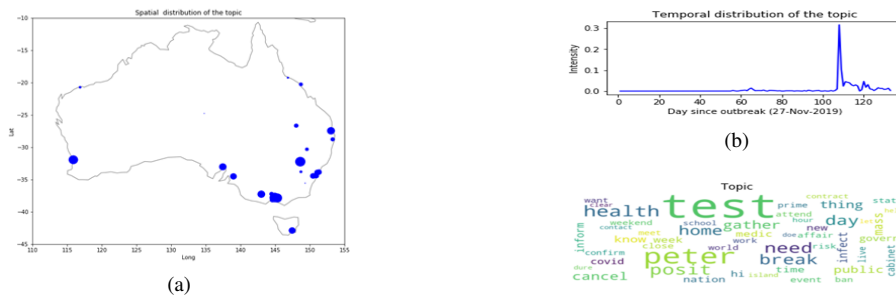 Spatial distribution of the topic
-10
-15
-20
-25
-30
-35
-40
-45
Lat
110 115 120 125 130 135 140 145 150 155
Long
(a)
Temporal distribution of the topic
0.3
0.2
0.1
0.0
Intensity
0 20 40 60 80 100 120
Day since outbreak (27-Nov-2019)
(b)
Topic
want
clear
contract
test
prime
thing
stat
health
weekend
school
attend
hour
day
mass
contact
home
gather
new
inform
meet
medic
doe
affair
know
week
work
infect
govern
close
world
need
risk
live
cabinet
confirm
peter
break
covid
posit
time
public
dure
cancel
hi
island
nation
event
ban